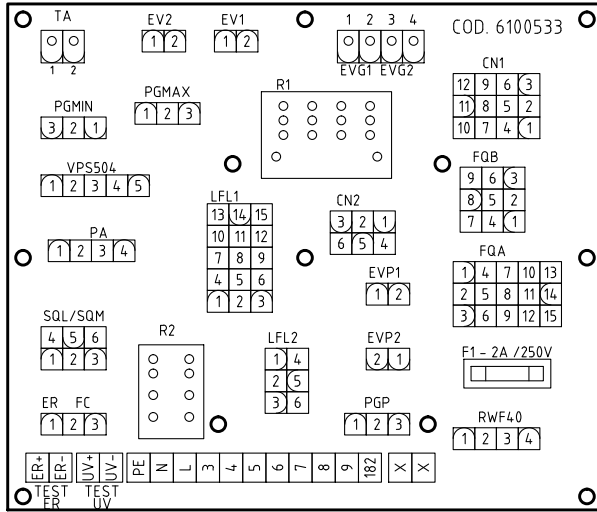 TA
1 2
EV2
1 2
EV1
1 2
1 2 3 4
EVG1 EVG2
COD. 6100533
PGMIN
3 2 1
PGMAX
1 2 3
R1
CN1
12 9 6 3
11 8 5 2
10 7 4 1
VPS504
1 2 3 4 5
FQB
9 6 3
8 5 2
7 4 1
LFL1
13 14 15
10 11 12
7 8 9
4 5 6
1 2 3
CN2
3 2 1
6 5 4
PA
1 2 3 4
FQA
1 4 7 10 13
2 5 8 11 14
3 6 9 12 15
EVP1
1 2
SQL/SQM
4 5 6
1 2 3
R2
LFL2
1 4
2 5
3 6
EVP2
2 1
F1 - 2A /250V
ER FC
1 2 3
PGP
1 2 3
RWF40
1 2 3 4
ER+ ER- UV+ UV- PE N L 3 4 5 6 7 8 9 182 X X
TEST ER
TEST UV